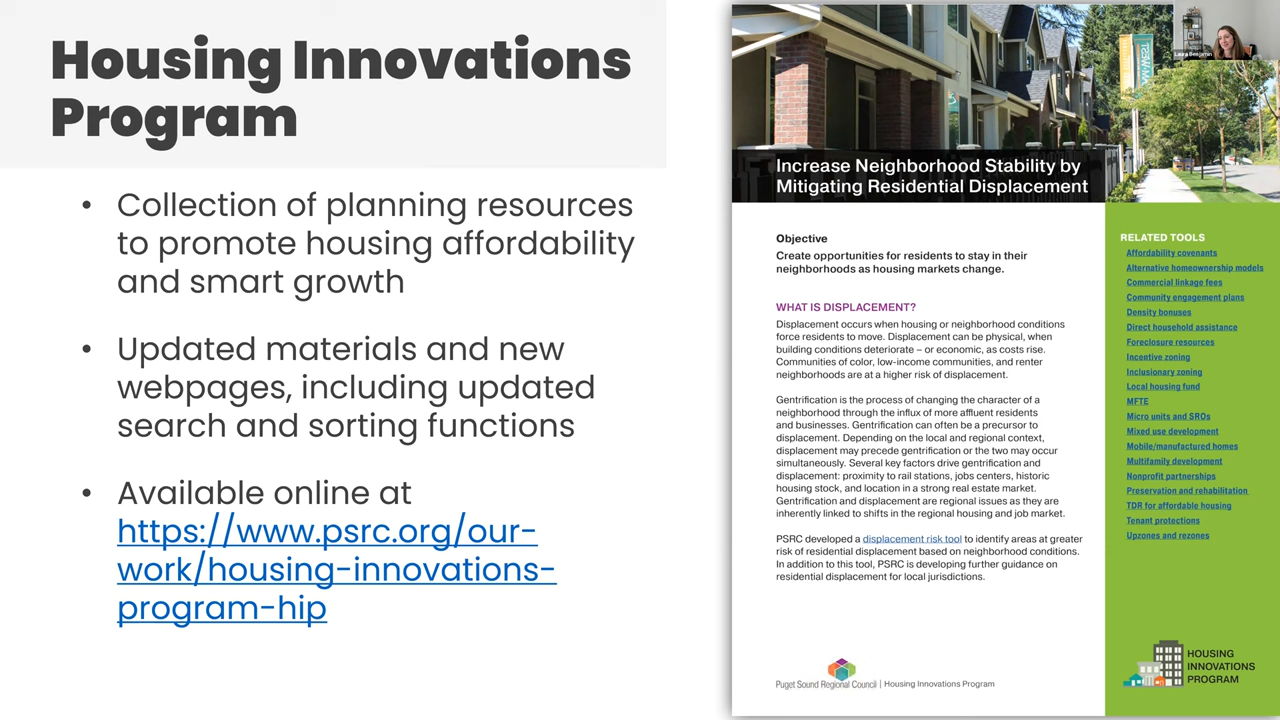 Housing Innovations
Program
• Collection of planning resources
to promote housing affordability
and smart growth
• Updated materials and new
webpages, including updated
search and sorting functions
• Available online at
https://www.psrc.org/our-
work/housing-innovations-
program-hip
Laura Benjamin
Increase Neighborhood Stability by
Mitigating Residential Displacement
Objective
Create opportunities for residents to stay in their
neighborhoods as housing markets change.
WHAT IS DISPLACEMENT?
Displacement occurs when housing or neighborhood conditions
force residents to move. Displacement can be physical, when
building conditions deteriorate – or economic, as costs rise.
Communities of color, low-income communities, and renter
neighborhoods are at a higher risk of displacement.
Gentrification is the process of changing the character of a
neighborhood through the influx of more affluent residents
and businesses. Gentrification can often be a precursor to
displacement. Depending on the local and regional context,
displacement may precede gentrification or the two may occur
simultaneously. Several key factors drive gentrification and
displacement: proximity to rail stations, jobs centers, historic
housing stock, and location in a strong real estate market.
Gentrification and displacement are regional issues as they are
inherently linked to shifts in the regional housing and job market.
PSRC developed a displacement risk tool to identify areas at greater
risk of residential displacement based on neighborhood conditions.
In addition to this tool, PSRC is developing further guidance on
residential displacement for local jurisdictions.
Puget Sound Regional Council | Housing Innovations Program
RELATED TOOLS
Affordability covenants
Alternative homeownership models
Commercial linkage fees
Community engagement plans
Density bonuses
Direct household assistance
Foreclosure resources
Incentive zoning
Inclusionary zoning
Local housing fund
MFTE
Micro units and SROs
Mixed use development
Mobile/manufactured homes
Multifamily development
Nonprofit partnerships
Preservation and rehabilitation
TDR for affordable housing
Tenant protections
Upzones and rezones
HOUSING
INNOVATIONS
PROGRAM